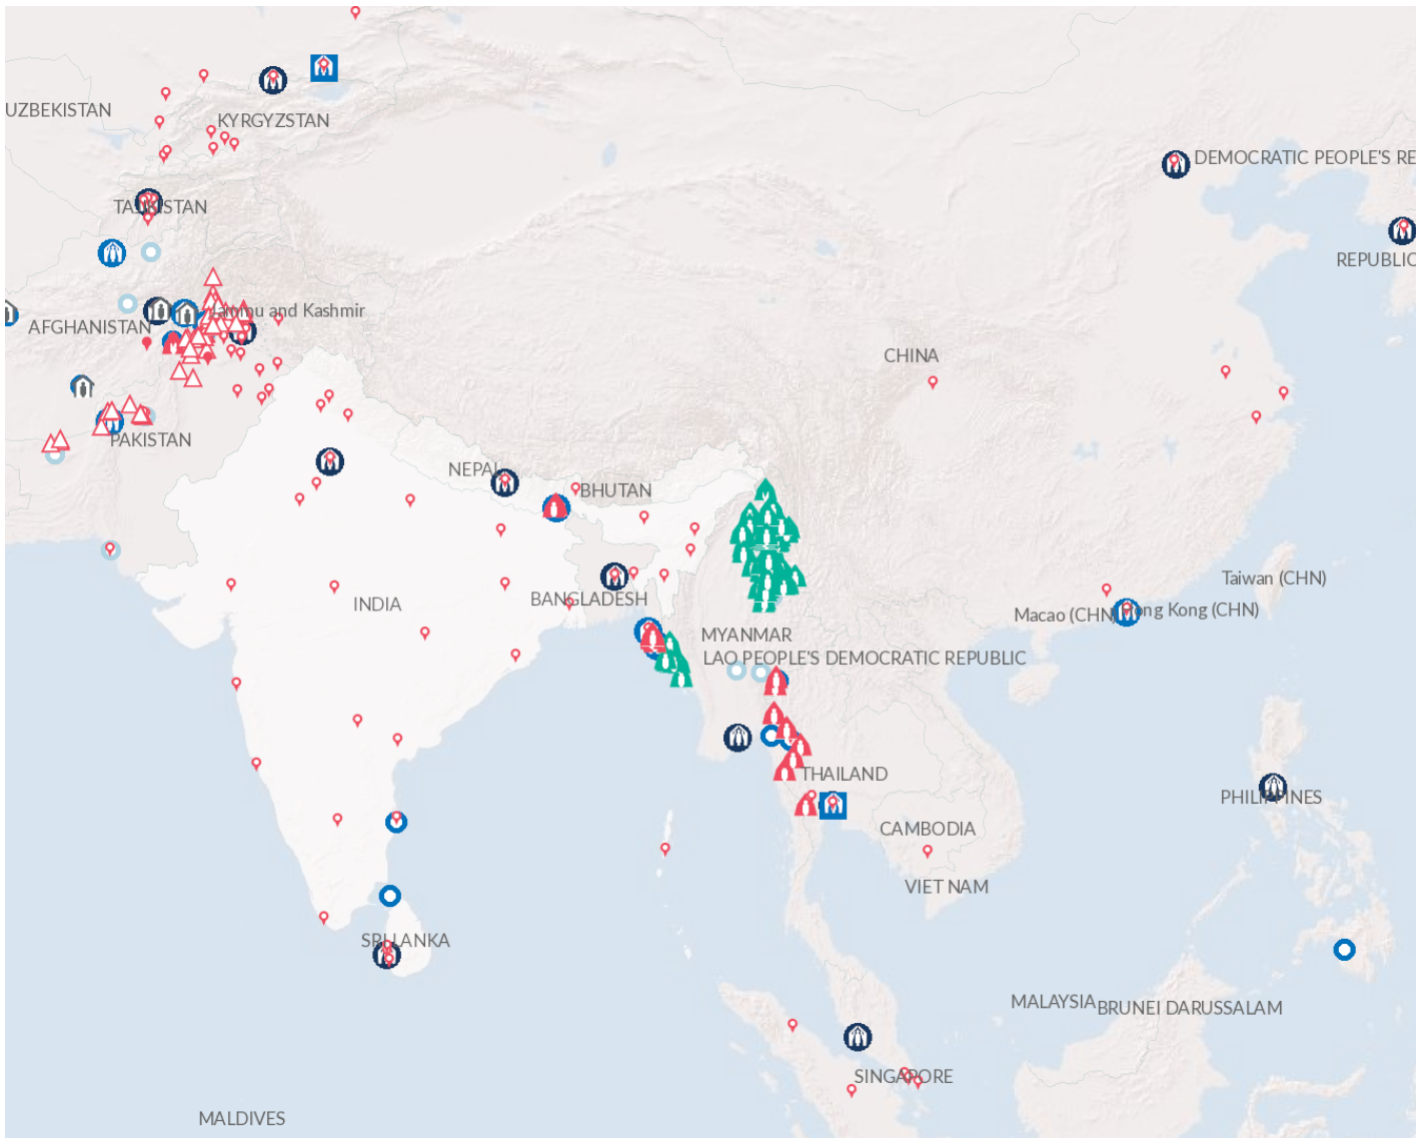 UZBEKISTAN
KYRGYZSTAN
DEMOCRATIC PEOPLE'S RE
TAJIKISTAN
REPUBLIC
Jammu and Kashmir
AFGHANISTAN
CHINA
PAKISTAN
NEPAL
BHUTAN
Taiwan (CHN)
INDIA
BANGLADESH
Macao (CHN)
Hong Kong (CHN)
MYANMAR
LAO PEOPLE'S DEMOCRATIC REPUBLIC
THAILAND
PHILIPPINES
CAMBODIA
VIET NAM
SRI LANKA
MALAYSIA
BRUNEI DARUSSALAM
SINGAPORE
MALDIVES